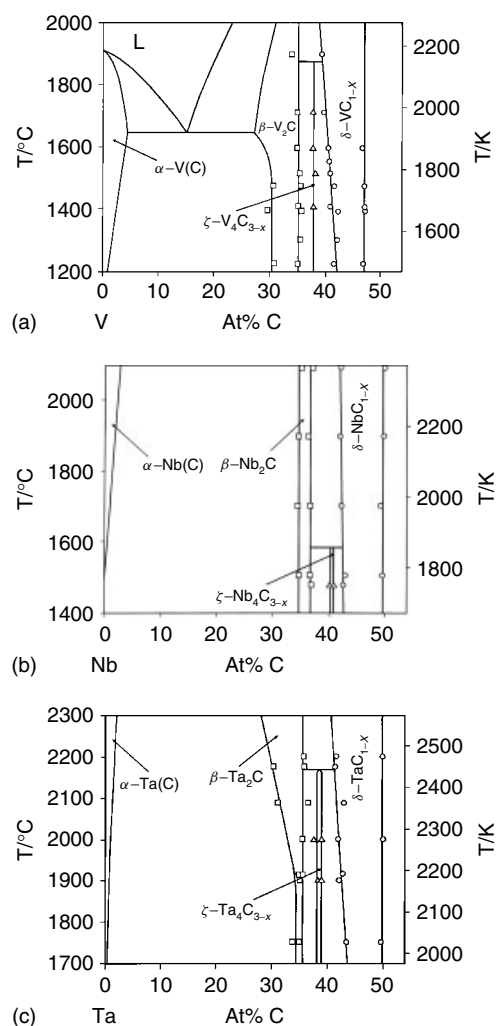 2000
1800
1600
1400
1200
T/°C
L
α–V(C)
β–V₂C
ζ–V₄C₃₋ₓ
δ–VC₁₋ₓ
2200
2000
1800
1600
T/K
0 10 20 30 40 50
(a) V At% C
2000
1800
1600
1400
T/°C
α–Nb(C)
β–Nb₂C
ζ–Nb₄C₃₋ₓ
δ–NbC₁₋ₓ
2200
2000
1800
T/K
0 10 20 30 40 50
(b) Nb At% C
2300
2200
2100
2000
1900
1800
1700
T/°C
α–Ta(C)
β–Ta₂C
ζ–Ta₄C₃₋ₓ
δ–TaC₁₋ₓ
2400
2300
2200
2100
2000
T/K
0 10 20 30 40 50
(c) Ta At% C